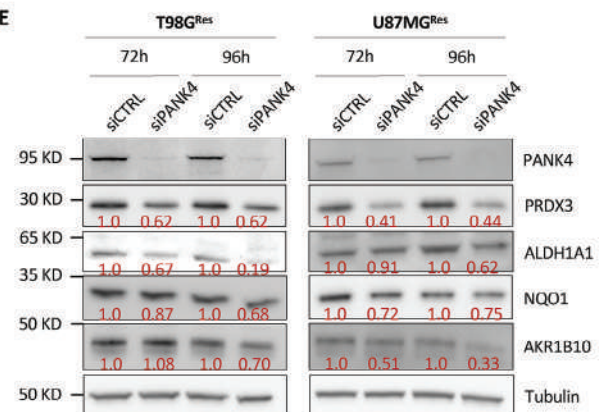 E
T98GRes U87MGRes
72h 96h 72h 96h
siCTRL siPANK4 siCTRL siPANK4 siCTRL siPANK4 siCTRL siPANK4
95 KD PANK4
30 KD PRDX3
1.0 0.62 1.0 0.62 1.0 0.41 1.0 0.44
65 KD ALDH1A1
1.0 0.67 1.0 0.19 1.0 0.91 1.0 0.62
35 KD NQO1
1.0 0.87 1.0 0.68 1.0 0.72 1.0 0.75
50 KD AKR1B10
1.0 1.08 1.0 0.70 1.0 0.51 1.0 0.33
50 KD Tubulin